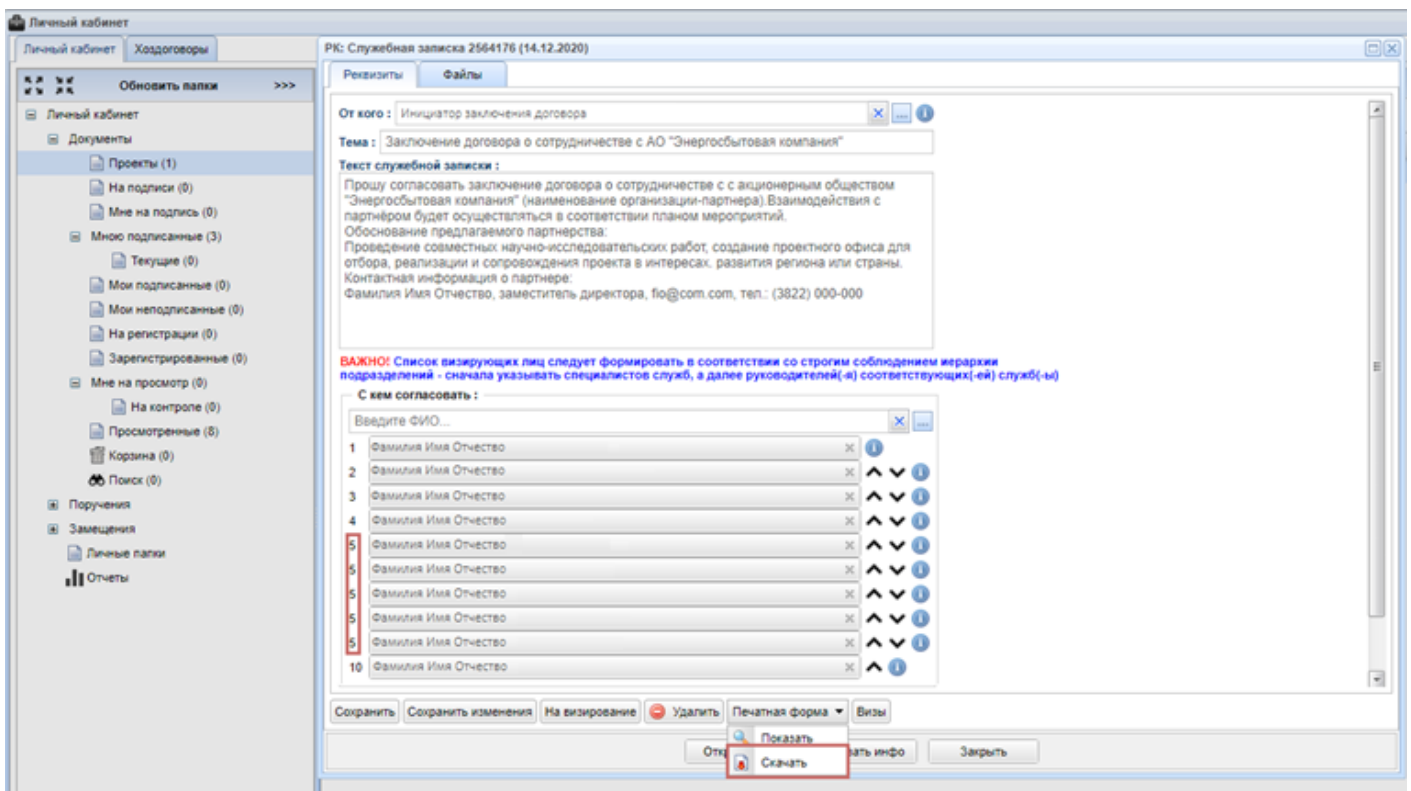 Личный кабинет
Личный кабинет Хоздоговоры
Обновить папки >>>
Личный кабинет
Документы
Проекты (1)
На подписи (0)
Мне на подпись (0)
Мною подписанные (3)
Текущие (0)
Мои подписанные (0)
Мои неподписанные (0)
На регистрации (0)
Зарегистрированные (0)
Мне на просмотр (0)
На контроле (0)
Просмотренные (8)
Корзина (0)
Поиск (0)
Поручения
Замещения
Личные папки
Отчеты
РК: Служебная записка 2564176 (14.12.2020)
Реквизиты Файлы
От кого : Инициатор заключения договора
Тема : Заключение договора о сотрудничестве с АО "Энергосбытовая компания"
Текст служебной записки :
Прошу согласовать заключение договора о сотрудничестве с с акционерным обществом
"Энергосбытовая компания" (наименование организации-партнера).Взаимодействия с
партнёром будет осуществляться в соответствии планом мероприятий.
Обоснование предлагаемого партнерства:
Проведение совместных научно-исследовательских работ, создание проектного офиса для
отбора, реализации и сопровождения проекта в интересах. развития региона или страны.
Контактная информация о партнере:
Фамилия Имя Отчество, заместитель директора, fio@com.com, тел.: (3822) 000-000
ВАЖНО! Список визирующих лиц следует формировать в соответствии со строгим соблюдением иерархии
подразделений - сначала указывать специалистов служб, а далее руководителей(-я) соответствующих(-ей) служб(-ы)
С кем согласовать :
Введите ФИО...
1 Фамилия Имя Отчество
2 Фамилия Имя Отчество
3 Фамилия Имя Отчество
4 Фамилия Имя Отчество
5 Фамилия Имя Отчество
5 Фамилия Имя Отчество
5 Фамилия Имя Отчество
5 Фамилия Имя Отчество
5 Фамилия Имя Отчество
10 Фамилия Имя Отчество
Сохранить Сохранить изменения На визирование Удалить Печатная форма Визы
Показать
Скачать
Отк вать инфо Закрыть